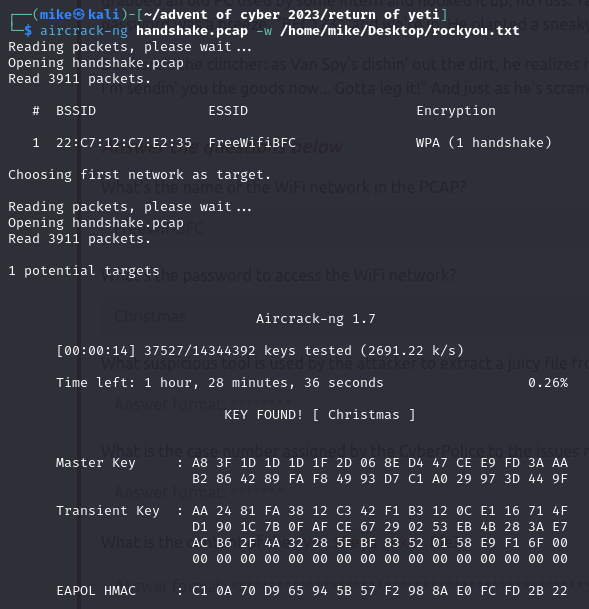 ┌──(mike㉿kali)-[~/advent of cyber 2023/return of yeti]
└─$ aircrack-ng handshake.pcap -w /home/mike/Desktop/rockyou.txt
Reading packets, please wait...
Opening handshake.pcap
Read 3911 packets.
# BSSID ESSID Encryption
1 22:C7:12:C7:E2:35 FreeWifiBFC WPA (1 handshake)
Choosing first network as target.
Reading packets, please wait...
Opening handshake.pcap
Read 3911 packets.
1 potential targets
Aircrack-ng 1.7
[00:00:14] 37527/14344392 keys tested (2691.22 k/s)
Time left: 1 hour, 28 minutes, 36 seconds 0.26%
KEY FOUND! [ Christmas ]
Master Key : A8 3F 1D 1D 1D 1F 2D 06 8E D4 47 CE E9 FD 3A AA
B2 86 42 89 FA F8 49 93 D7 C1 A0 29 97 3D 44 9F
Transient Key : AA 24 81 FA 38 12 C3 42 F1 B3 12 0C E1 16 71 4F
D1 90 1C 7B 0F AF CE 67 29 02 53 EB 4B 28 3A E7
AC B6 2F 4A 32 28 5E BF 83 52 01 58 E9 F1 6F 00
00 00 00 00 00 00 00 00 00 00 00 00 00 00 00 00
EAPOL HMAC : C1 0A 70 D9 65 94 5B 57 F2 98 8A E0 FC FD 2B 22
What's the name of the WiFi network in the PCAP?
What's the password to access the WiFi network?
Christmas
What suspicious tool is used by the attacker to extract a juicy file fro
What is the case number assigned by the CyberPolice to the issues r